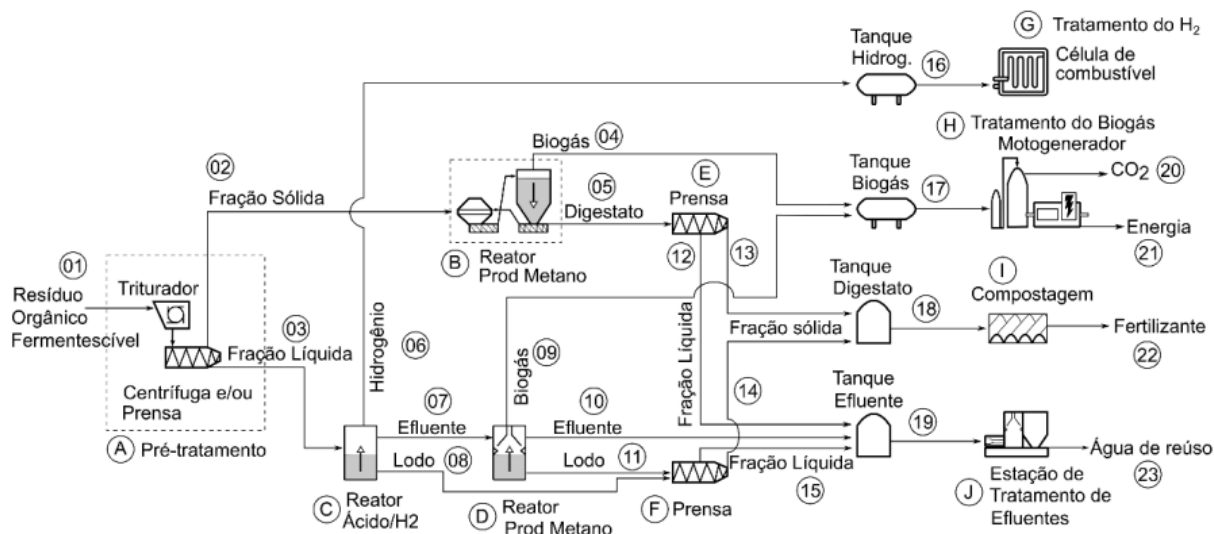 Tanque
Hidrog.
16
G Tratamento do H2
Célula de
combustível
H Tratamento do Biogás
Motogenerador
CO2 20
Energia
21
Biogás 04
02
Fração Sólida
05
Digestato
E
Prensa
Tanque
Biogás
17
B Reator
Prod Metano
12
13
01
Resíduo
Orgânico
Fermentescível
Triturador
03
Fração Líquida
Centrífuga e/ou
Prensa
A Pré-tratamento
Hidrogênio
06
Biogás
09
Fração Líquida
Tanque
Digestato
18
Fração sólida
I
Compostagem
Fertilizante
22
07
Efluente
10
Efluente
14
Tanque
Efluente
19
Lodo 08
Lodo 11
Fração Líquida
15
C Reator
Ácido/H2
D Reator
Prod Metano
F Prensa
J Estação de
Tratamento de
Efluentes
Água de reúso
23